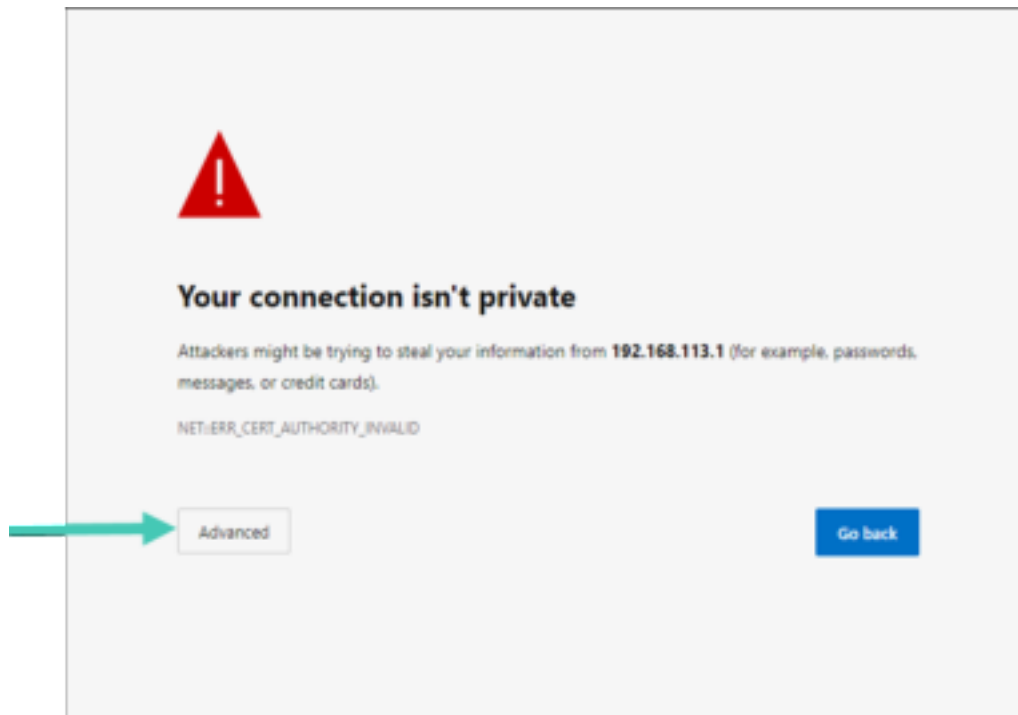 Your connection isn't private
Attackers might be trying to steal your information from 192.168.113.1 (for example, passwords,
messages, or credit cards).
NET::ERR_CERT_AUTHORITY_INVALID
Advanced
Go back